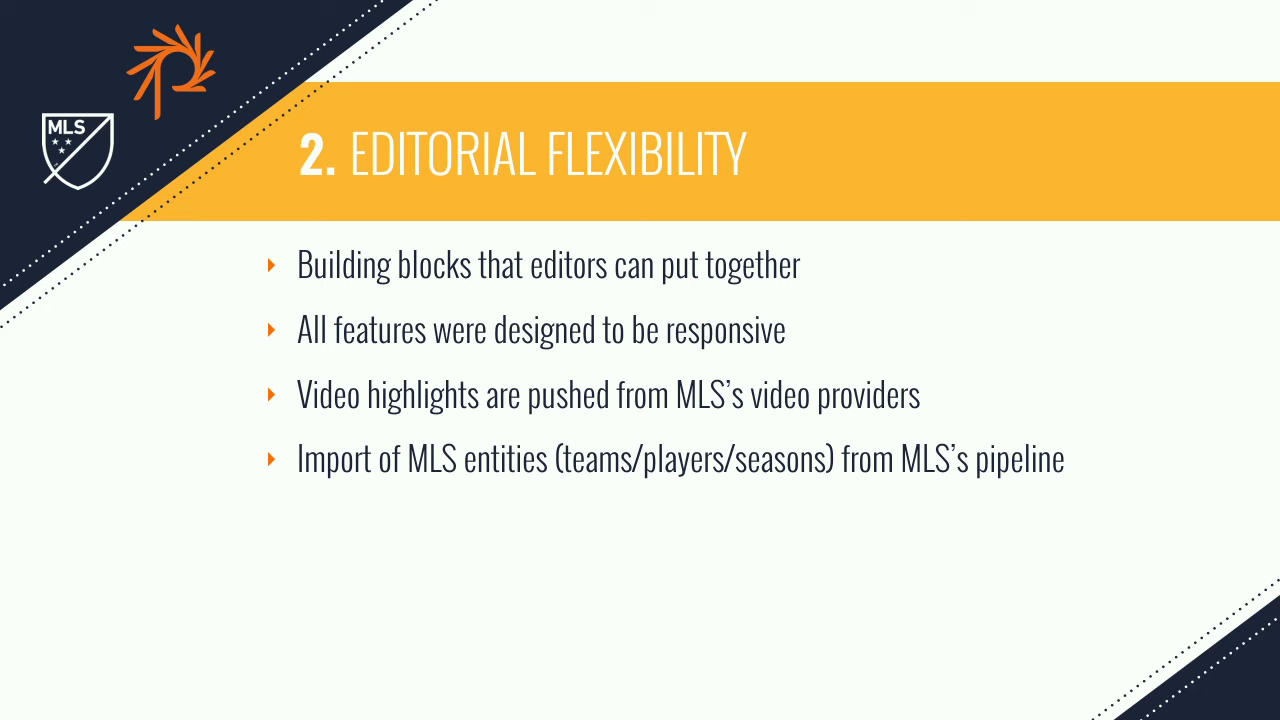 MLS
2. EDITORIAL FLEXIBILITY
Building blocks that editors can put together
All features were designed to be responsive
Video highlights are pushed from MLS’s video providers
Import of MLS entities (teams/players/seasons) from MLS’s pipeline